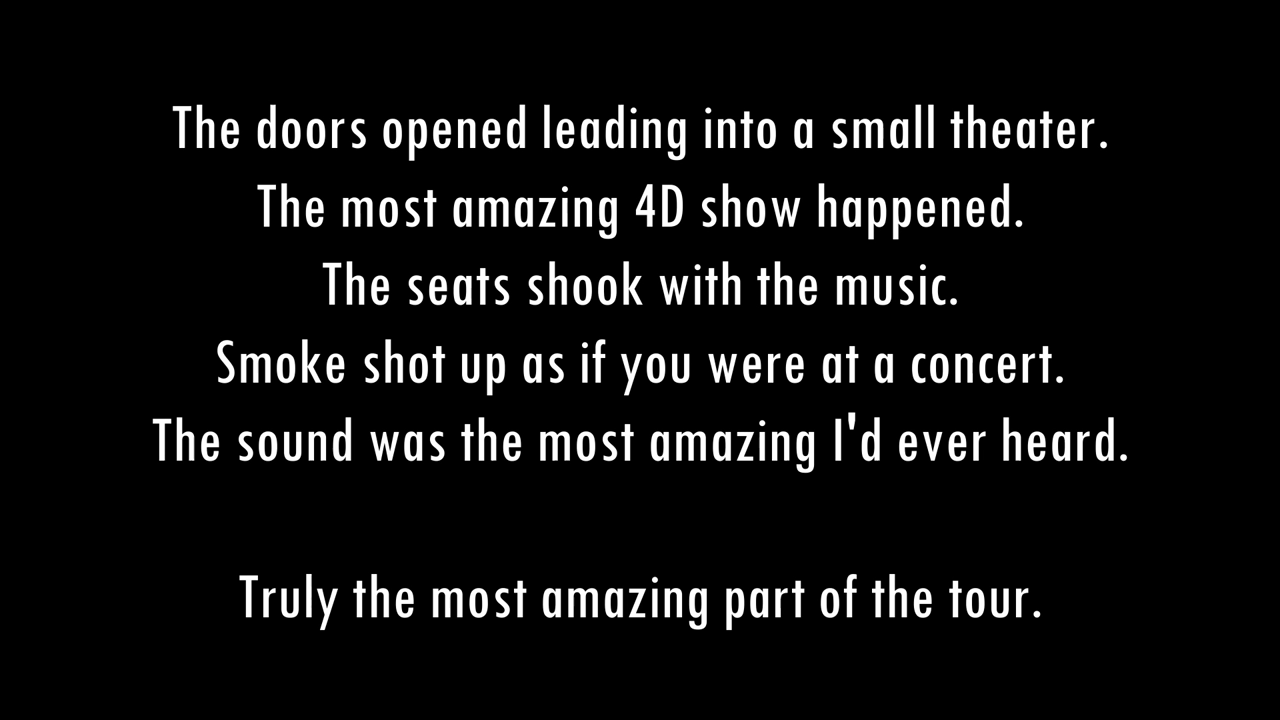 The doors opened leading into a small theater.
The most amazing 4D show happened.
The seats shook with the music.
Smoke shot up as if you were at a concert.
The sound was the most amazing I'd ever heard.
Truly the most amazing part of the tour.